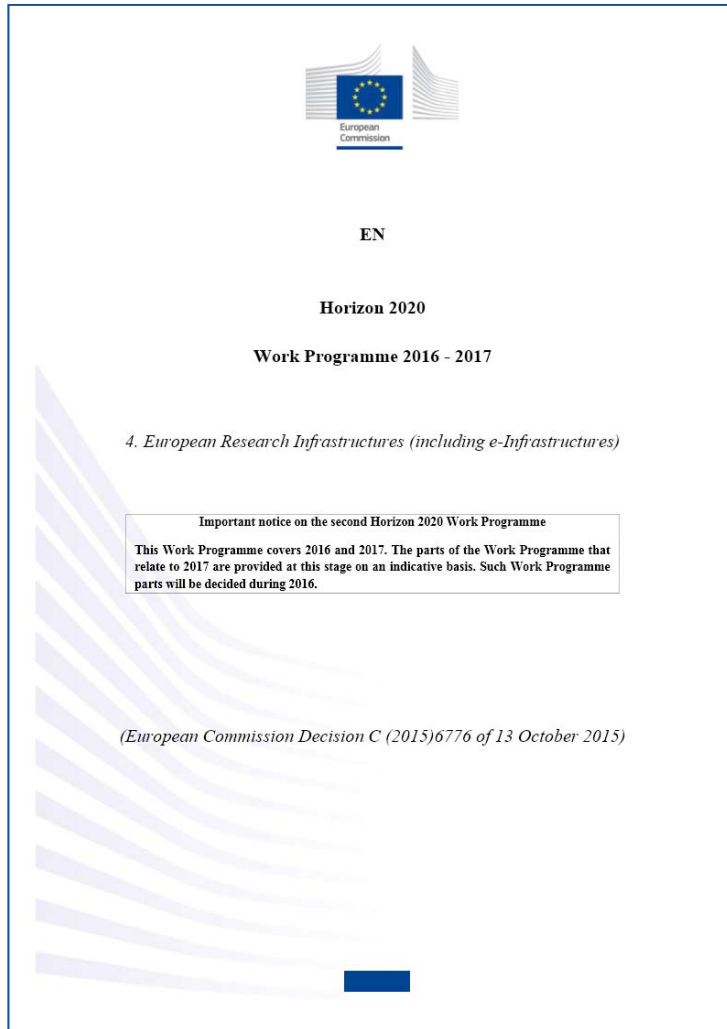 European
Commission
EN
Horizon 2020
Work Programme 2016 - 2017
4. European Research Infrastructures (including e-Infrastructures)
Important notice on the second Horizon 2020 Work Programme
This Work Programme covers 2016 and 2017. The parts of the Work Programme that
relate to 2017 are provided at this stage on an indicative basis. Such Work Programme
parts will be decided during 2016.
(European Commission Decision C (2015)6776 of 13 October 2015)